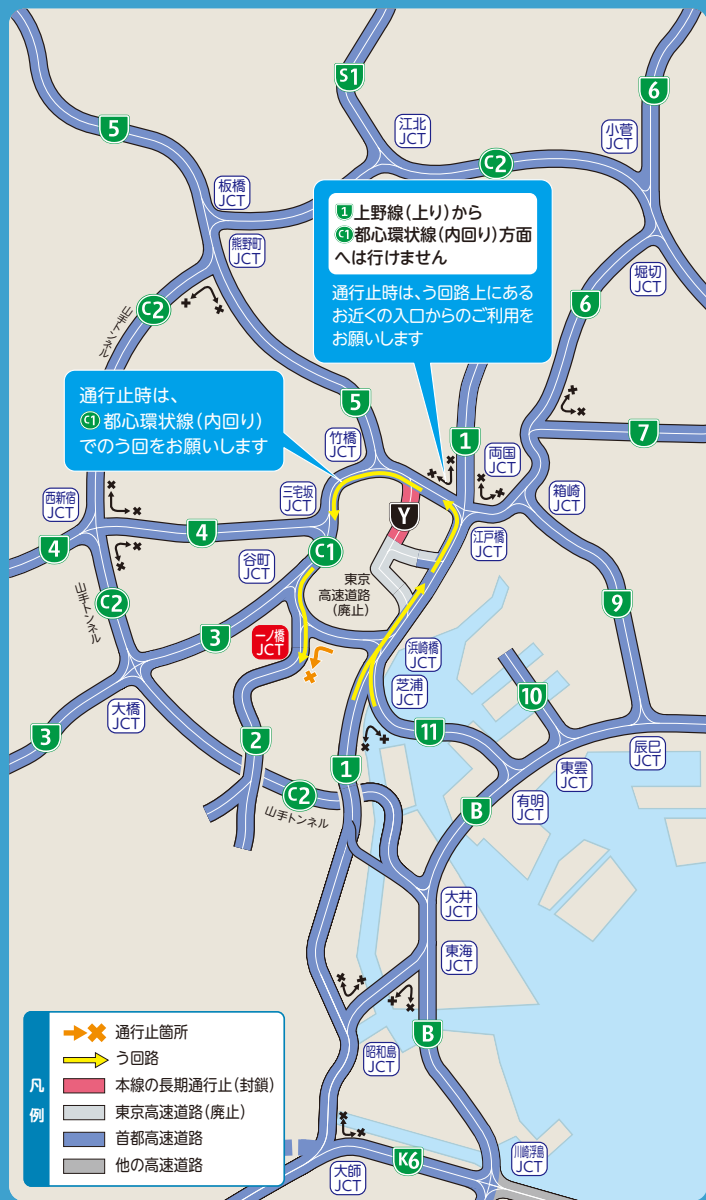 S1
5
6
江北
JCT
小菅
JCT
C2
板橋
JCT
1 上野線(上り)から
C1 都心環状線(内回り)方面
へは行けません
通行止時は、う回路上にある
お近くの入口からのご利用を
お願いします
熊野町
JCT
堀切
JCT
C2
山手トンネル
6
通行止時は、
C1 都心環状線(内回り)
でのう回をお願いします
5
竹橋
JCT
1
両国
JCT
7
西新宿
JCT
三宅坂
JCT
箱崎
JCT
Y
4
4
江戸橋
JCT
C1
谷町
JCT
東京
高速道路
(廃止)
C2
山手トンネル
9
3
一ノ橋
JCT
浜崎橋
JCT
芝浦
JCT
10
大橋
JCT
3
2
11
辰巳
JCT
東雲
JCT
1
有明
JCT
C2
山手トンネル
B
大井
JCT
東海
JCT
B
昭和島
JCT
凡例
通行止箇所
う回路
本線の長期通行止(封鎖)
東京高速道路(廃止)
首都高速道路
他の高速道路
大師
JCT
K6
川崎浮島
JCT